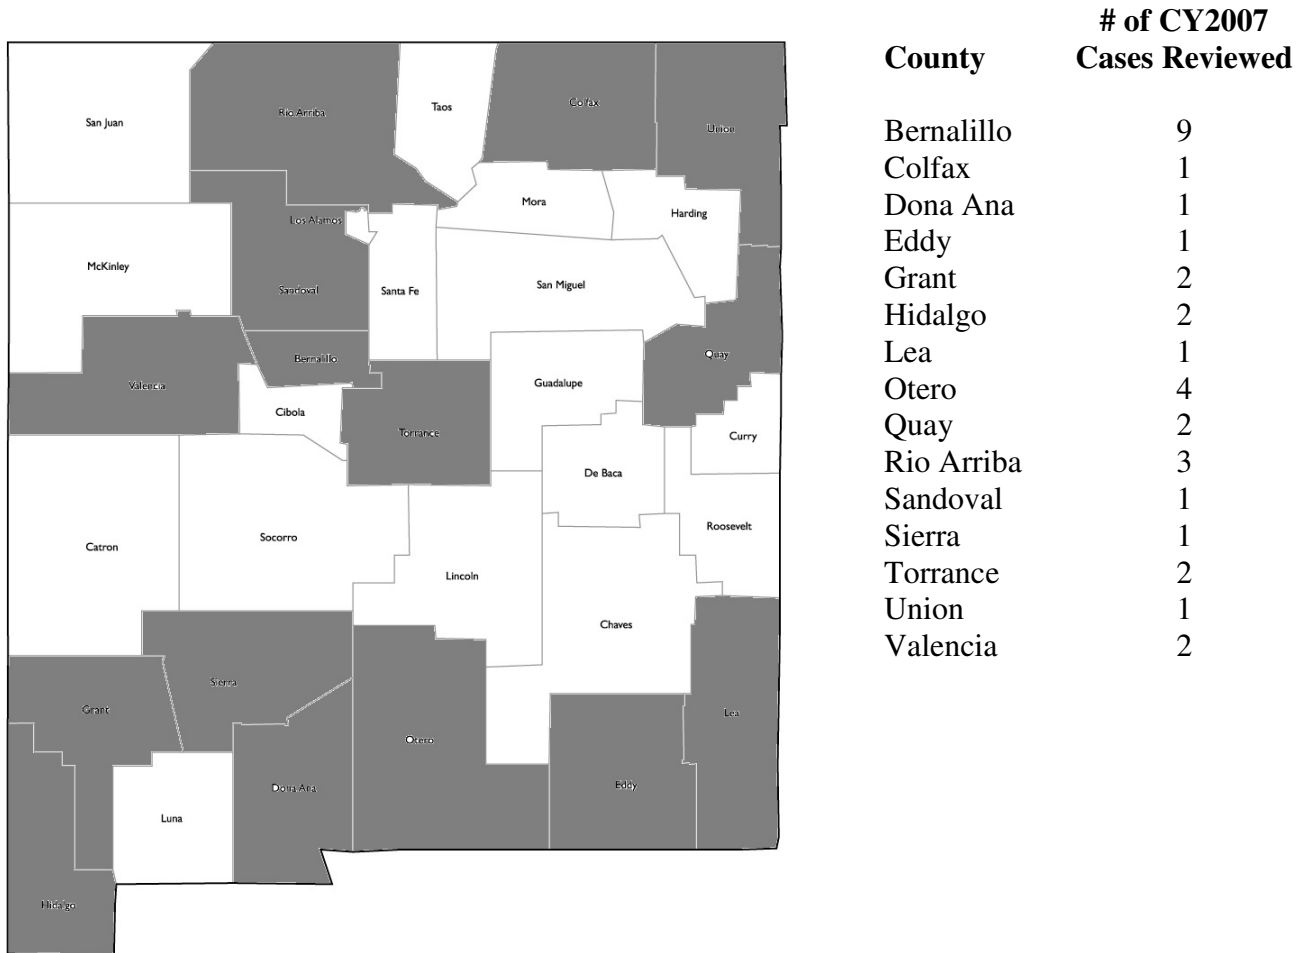 # of CY2007
County Cases Reviewed
Bernalillo 9
Colfax 1
Dona Ana 1
Eddy 1
Grant 2
Hidalgo 2
Lea 1
Otero 4
Quay 2
Rio Arriba 3
Sandoval 1
Sierra 1
Torrance 2
Union 1
Valencia 2
San Juan
Rio Arriba
Taos
Colfax
Union
Mora
Harding
Los Alamos
McKinley
Sandoval
Santa Fe
San Miguel
Bernalillo
Quay
Valencia
Guadalupe
Cibola
Torrance
Curry
De Baca
Roosevelt
Catron
Socorro
Lincoln
Chaves
Sierra
Grant
Otero
Lea
Dona Ana
Eddy
Luna
Hidalgo